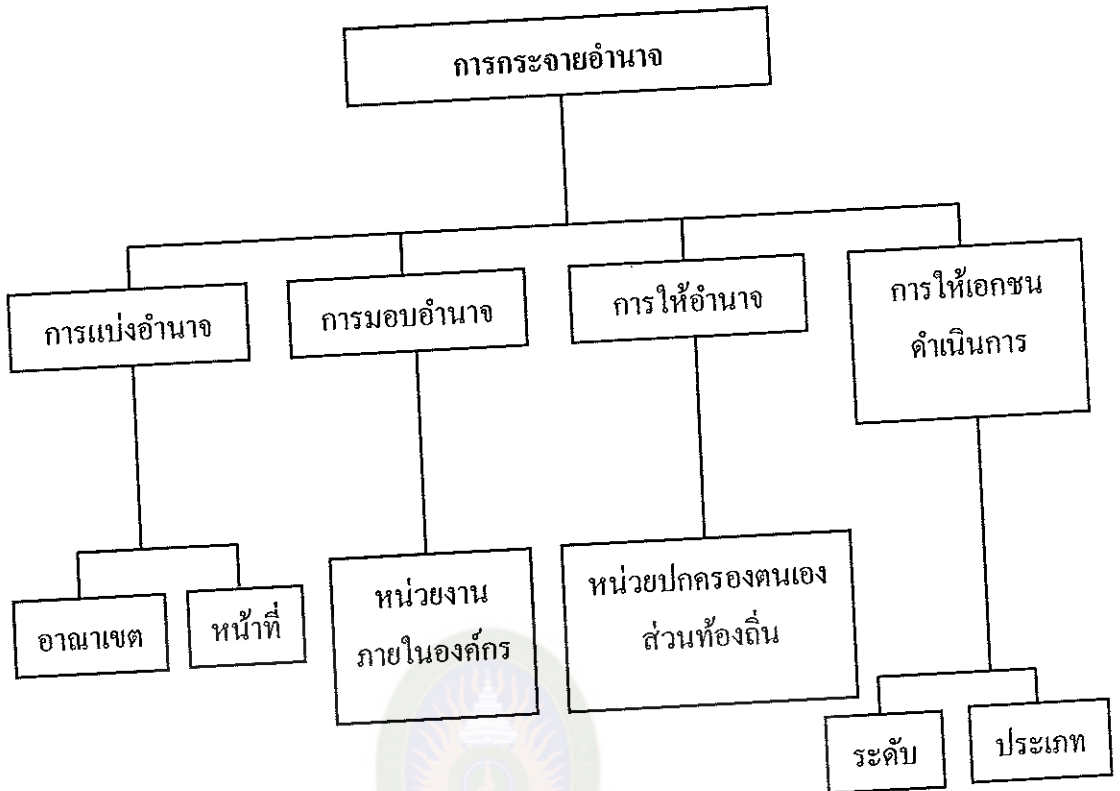 การกระจายอำนาจ
การแบ่งอำนาจ
การมอบอำนาจ
การให้อำนาจ
การให้เอกชน
ดำเนินการ
อาณาเขต
หน้าที่
หน่วยงาน
ภายในองค์กร
หน่วยปกครองตนเอง
ส่วนท้องถิ่น
ระดับ
ประเภท